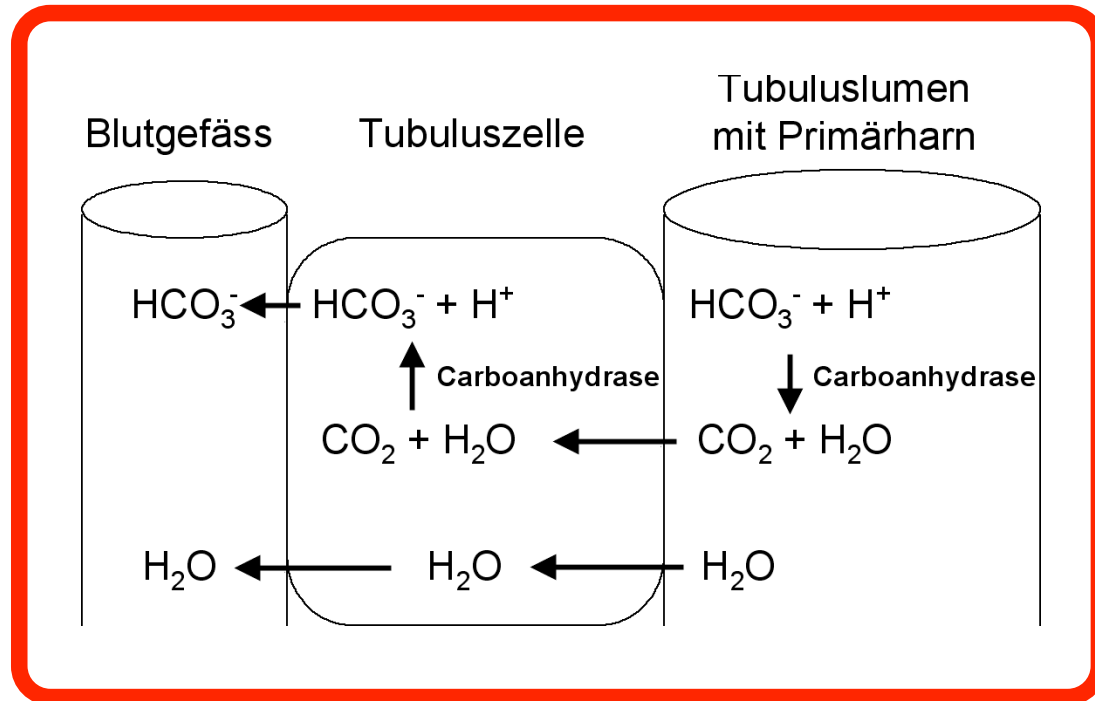 Blutgefäss
Tubuluszelle
Tubuluslumen
mit Primärharn
HCO₃⁻
HCO₃⁻ + H⁺
HCO₃⁻ + H⁺
Carboanhydrase
Carboanhydrase
CO₂ + H₂O
CO₂ + H₂O
H₂O
H₂O
H₂O